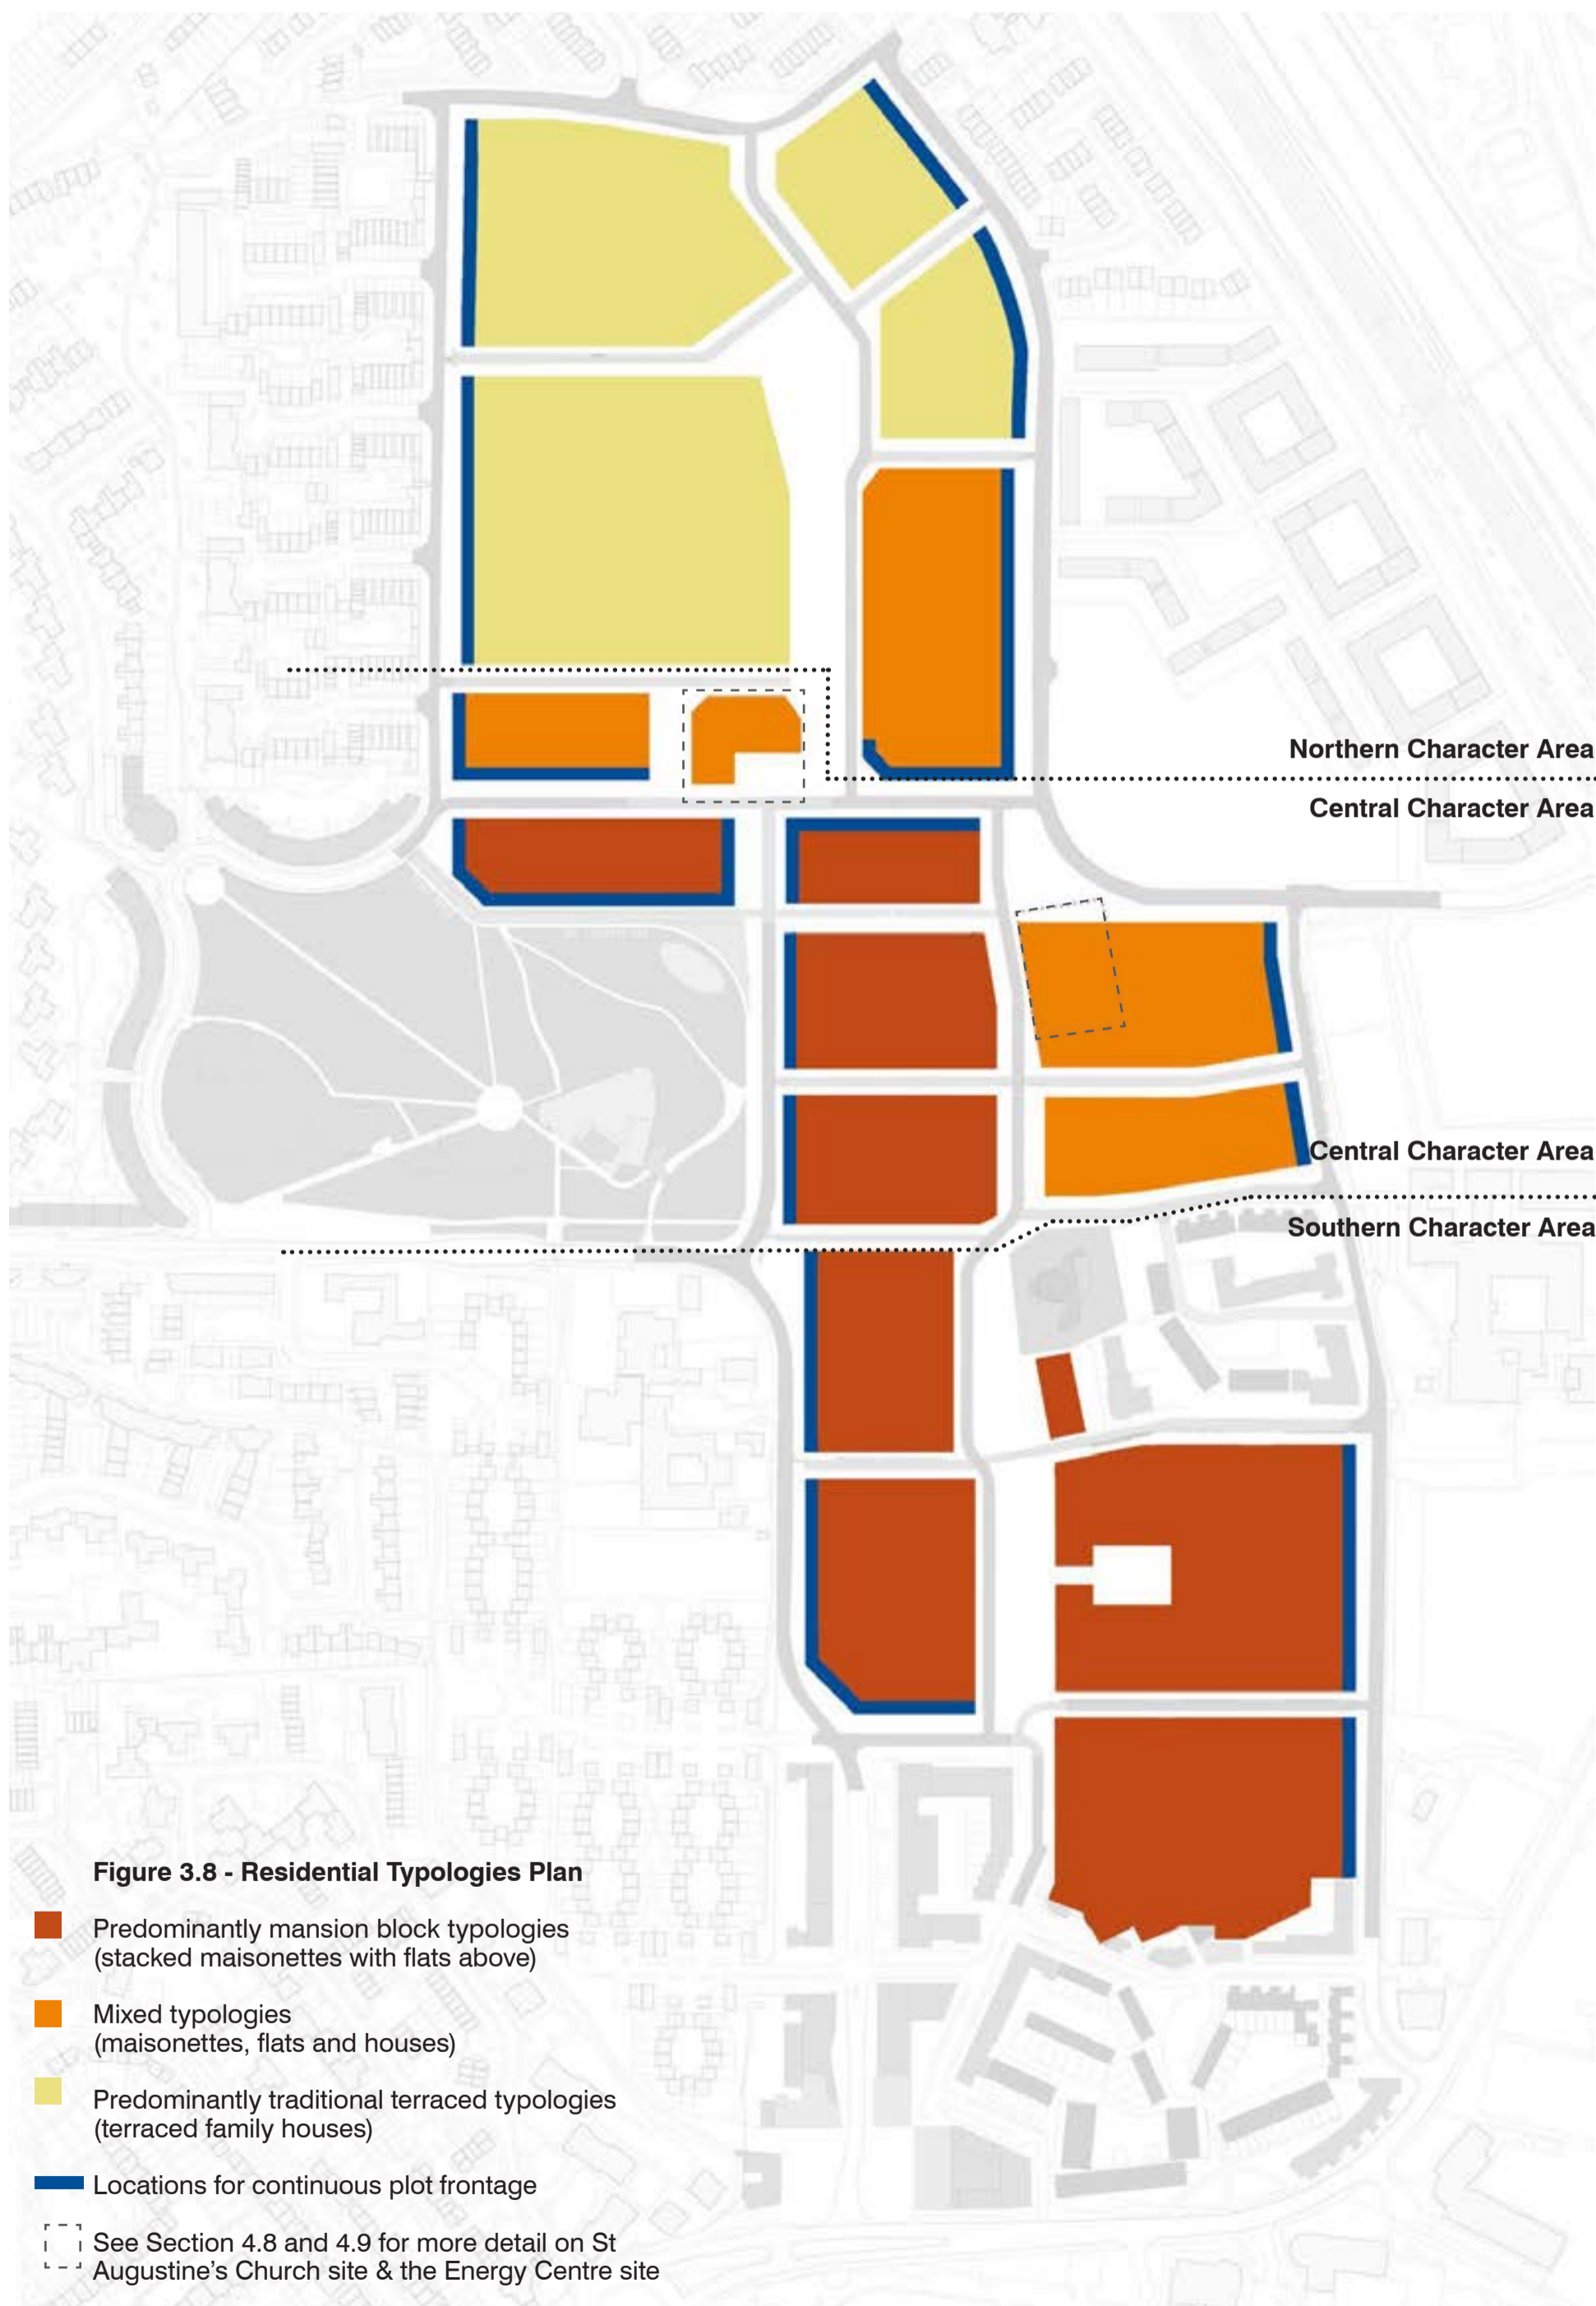 Northern Character Area
Central Character Area
Central Character Area
Southern Character Area
Figure 3.8 - Residential Typologies Plan
Predominantly mansion block typologies
(stacked maisonettes with flats above)
Mixed typologies
(maisonettes, flats and houses)
Predominantly traditional terraced typologies
(terraced family houses)
Locations for continuous plot frontage
See Section 4.8 and 4.9 for more detail on St
Augustine's Church site & the Energy Centre site